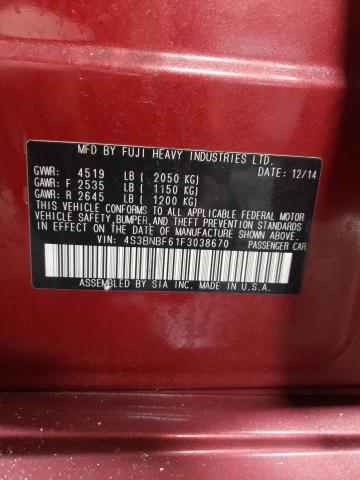 MFD BY FUJI HEAVY INDUSTRIES LTD.
GVWR: 4519 LB ( 2050 KG) DATE: 12/14
GAWR: F 2535 LB ( 1150 KG)
GAWR: R 2645 LB ( 1200 KG)
THIS VEHICLE CONFORMS TO ALL APPLICABLE FEDERAL MOTOR
VEHICLE SAFETY, BUMPER, AND THEFT PREVENTION STANDARDS
IN EFFECT ON THE DATE OF MANUFACTURE SHOWN ABOVE.
VIN: 4S3BNBF61F3038670 PASSENGER CAR
ASSEMBLED BY SIA INC. MADE IN U.S.A.